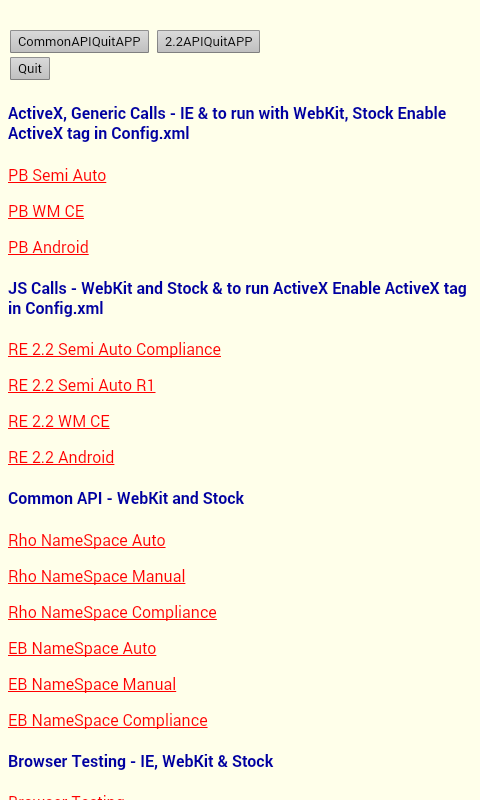 CommonAPIQuitAPP 2.2APIQuitAPP
Quit
ActiveX, Generic Calls - IE & to run with WebKit, Stock Enable
ActiveX tag in Config.xml
PB Semi Auto
PB WM CE
PB Android
JS Calls - WebKit and Stock & to run ActiveX Enable ActiveX tag
in Config.xml
RE 2.2 Semi Auto Compliance
RE 2.2 Semi Auto R1
RE 2.2 WM CE
RE 2.2 Android
Common API - WebKit and Stock
Rho NameSpace Auto
Rho NameSpace Manual
Rho NameSpace Compliance
EB NameSpace Auto
EB NameSpace Manual
EB NameSpace Compliance
Browser Testing - IE, WebKit & Stock
Browser Testing